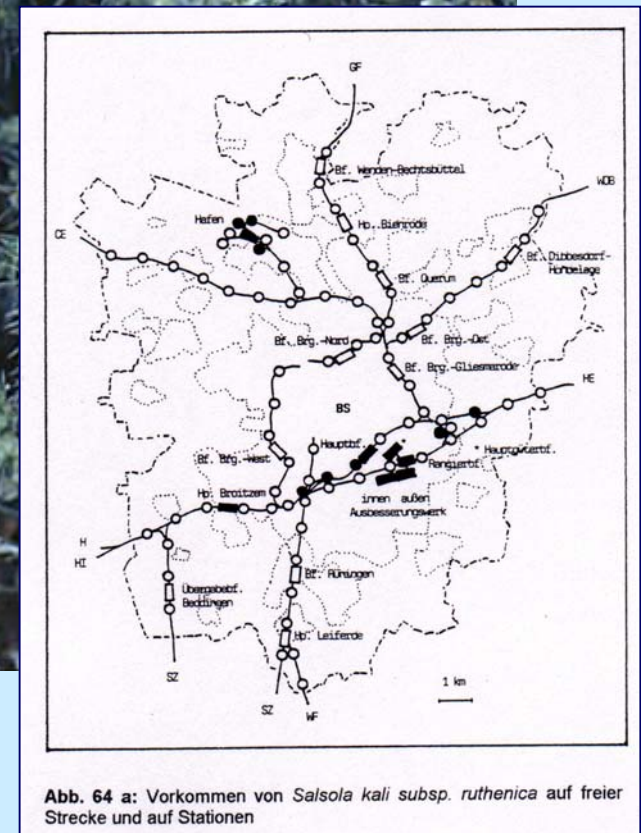 GF
Bf. Wenden-Bechtsbüttel
WOB
Hafen
Hp. Bienrode
CE
Bf. Dibbesdorf-
Hondelage
Bf. Querum
Bf. Brg.-Nord
Bf. Brg.-Ost
Bf. Brg.-Gliesmarode
HE
BS
Hauptbf.
Hauptgüterbf.
Bf. Brg.-West
Rangierbf.
Hp. Broitzem
innen außen
Ausbesserungswerk
H
HI
Übergabebf.
Beddingen
Bf. Rüningen
Hp. Leiferde
SZ
1 km
SZ
WF
Abb. 64 a: Vorkommen von Salsola kali subsp. ruthenica auf freier
Strecke und auf Stationen